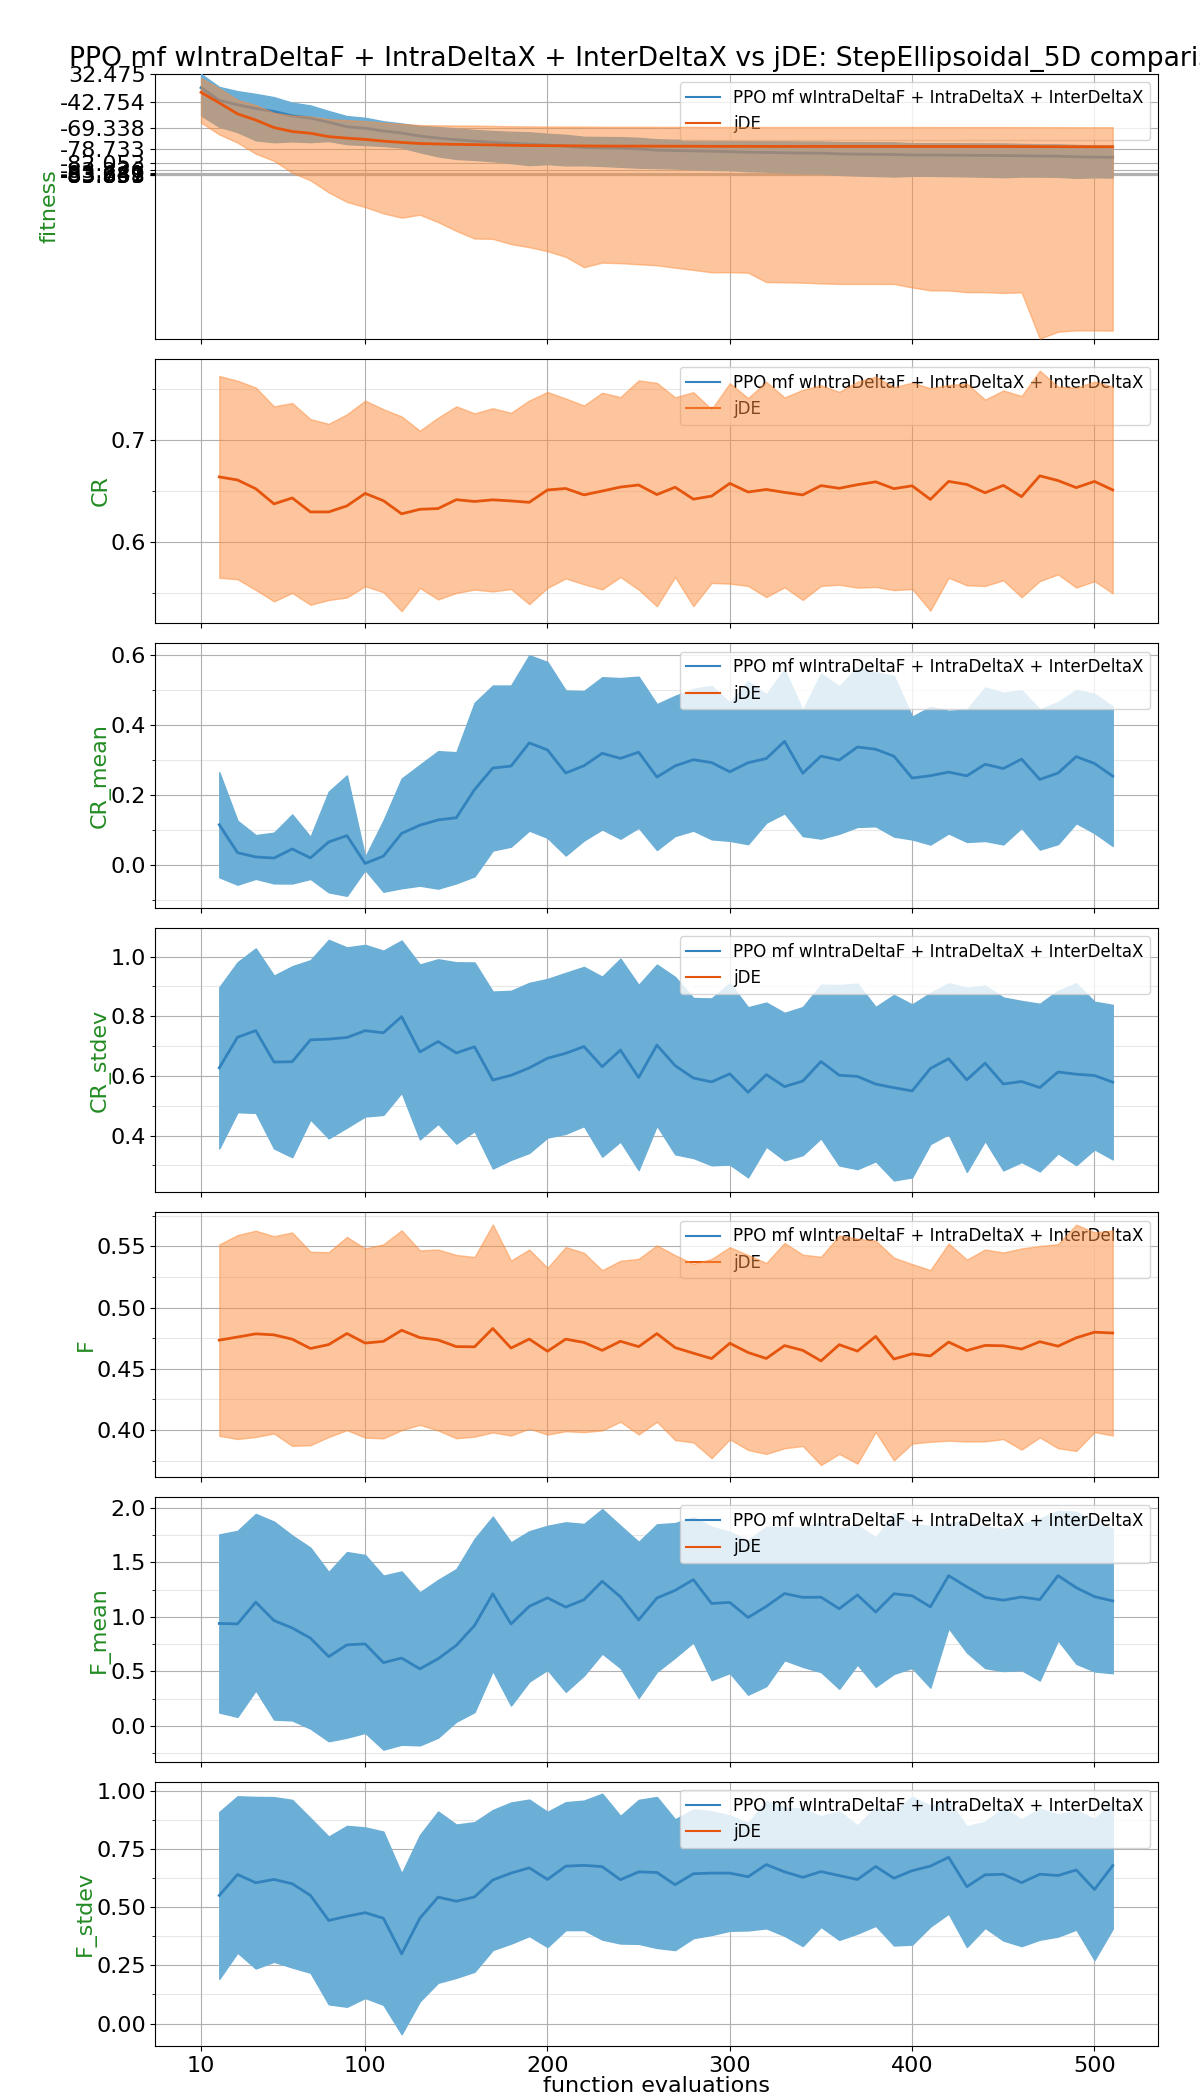 PPO mf wIntraDeltaF + IntraDeltaX + InterDeltaX vs jDE: StepEllipsoidal_5D compari
32.475
-42.754
-69.338
-78.733
fitness
PPO mf wIntraDeltaF + IntraDeltaX + InterDeltaX
jDE
0.7
0.6
CR
PPO mf wIntraDeltaF + IntraDeltaX + InterDeltaX
jDE
0.6
0.4
0.2
0.0
CR_mean
PPO mf wIntraDeltaF + IntraDeltaX + InterDeltaX
jDE
1.0
0.8
0.6
0.4
CR_stdev
PPO mf wIntraDeltaF + IntraDeltaX + InterDeltaX
jDE
0.55
0.50
0.45
0.40
F
PPO mf wIntraDeltaF + IntraDeltaX + InterDeltaX
jDE
2.0
1.5
1.0
0.5
0.0
F_mean
PPO mf wIntraDeltaF + IntraDeltaX + InterDeltaX
jDE
1.00
0.75
0.50
0.25
0.00
F_stdev
PPO mf wIntraDeltaF + IntraDeltaX + InterDeltaX
jDE
10 100 200 300 400 500
function evaluations